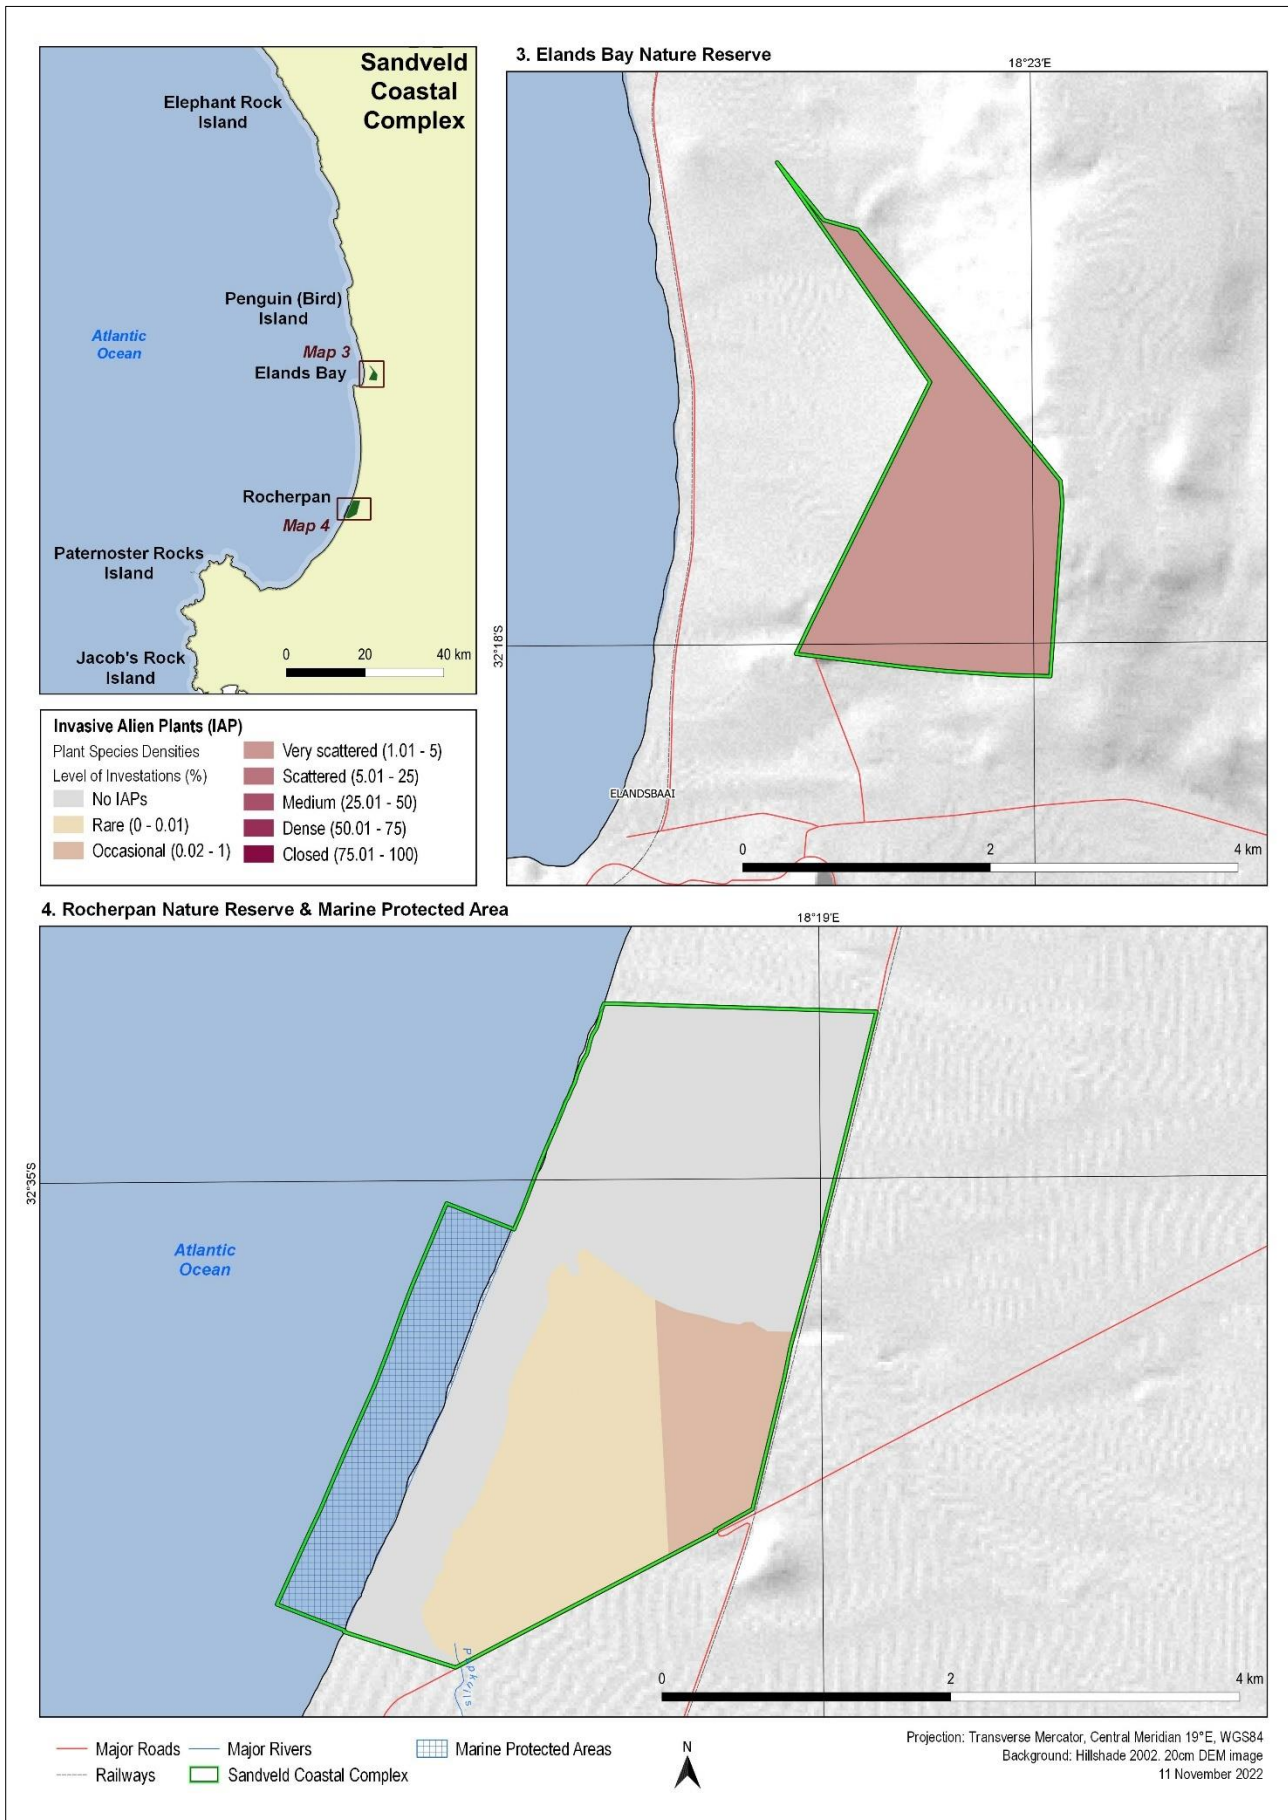 Sandveld
Coastal
Complex
Elephant Rock
Island
Penguin (Bird)
Island
Atlantic
Ocean
Map 3
Elands Bay
Rocherpan
Map 4
Paternoster Rocks
Island
Jacob's Rock
Island
0 20 40 km
3. Elands Bay Nature Reserve
18°23'E
32°18'S
ELANDSBAAI
0 2 4 km
Invasive Alien Plants (IAP)
Plant Species Densities
Level of Investations (%)
No IAPs
Rare (0 - 0.01)
Occasional (0.02 - 1)
Very scattered (1.01 - 5)
Scattered (5.01 - 25)
Medium (25.01 - 50)
Dense (50.01 - 75)
Closed (75.01 - 100)
4. Rocherpan Nature Reserve & Marine Protected Area
18°19'E
32°35'S
Atlantic
Ocean
0 2 4 km
Major Roads
Railways
Major Rivers
Sandveld Coastal Complex
Marine Protected Areas
N
Projection: Transverse Mercator, Central Meridian 19°E, WGS84
Background: Hillshade 2002. 20cm DEM image
11 November 2022